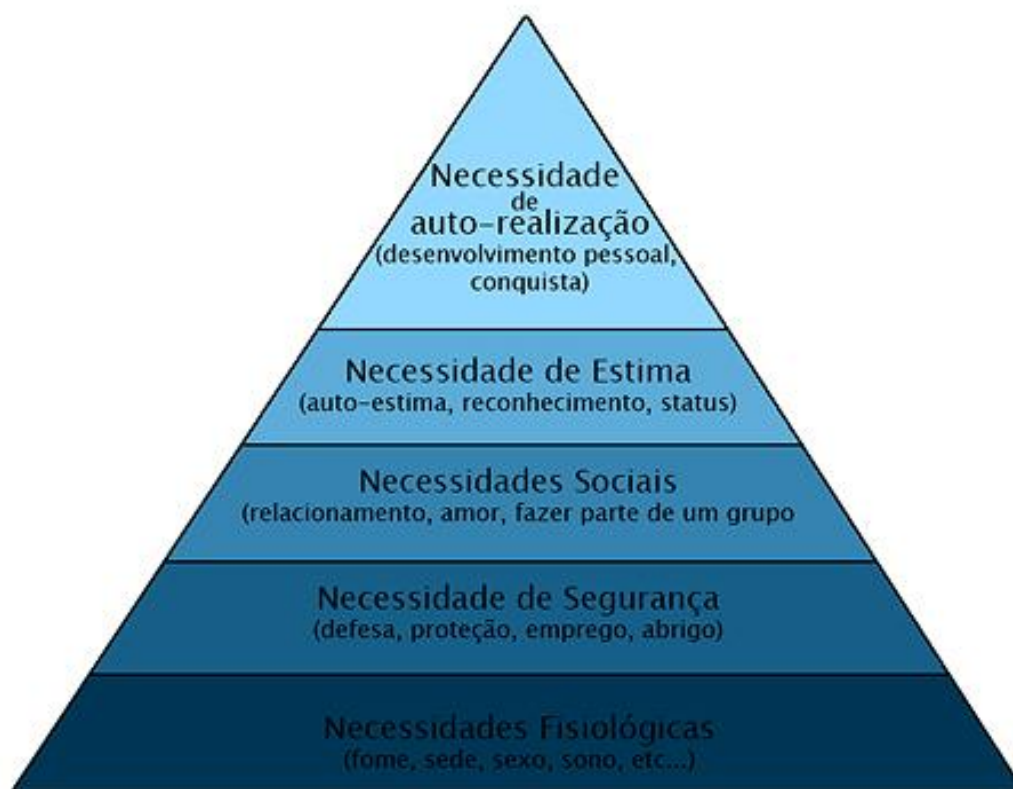 Necessidade
de
auto-realização
(desenvolvimento pessoal,
conquista)
Necessidade de Estima
(auto-estima, reconhecimento, status)
Necessidades Sociais
(relacionamento, amor, fazer parte de um grupo
Necessidade de Segurança
(defesa, proteção, emprego, abrigo)
Necessidades Fisiológicas
(fome, sede, sexo, sono, etc...)